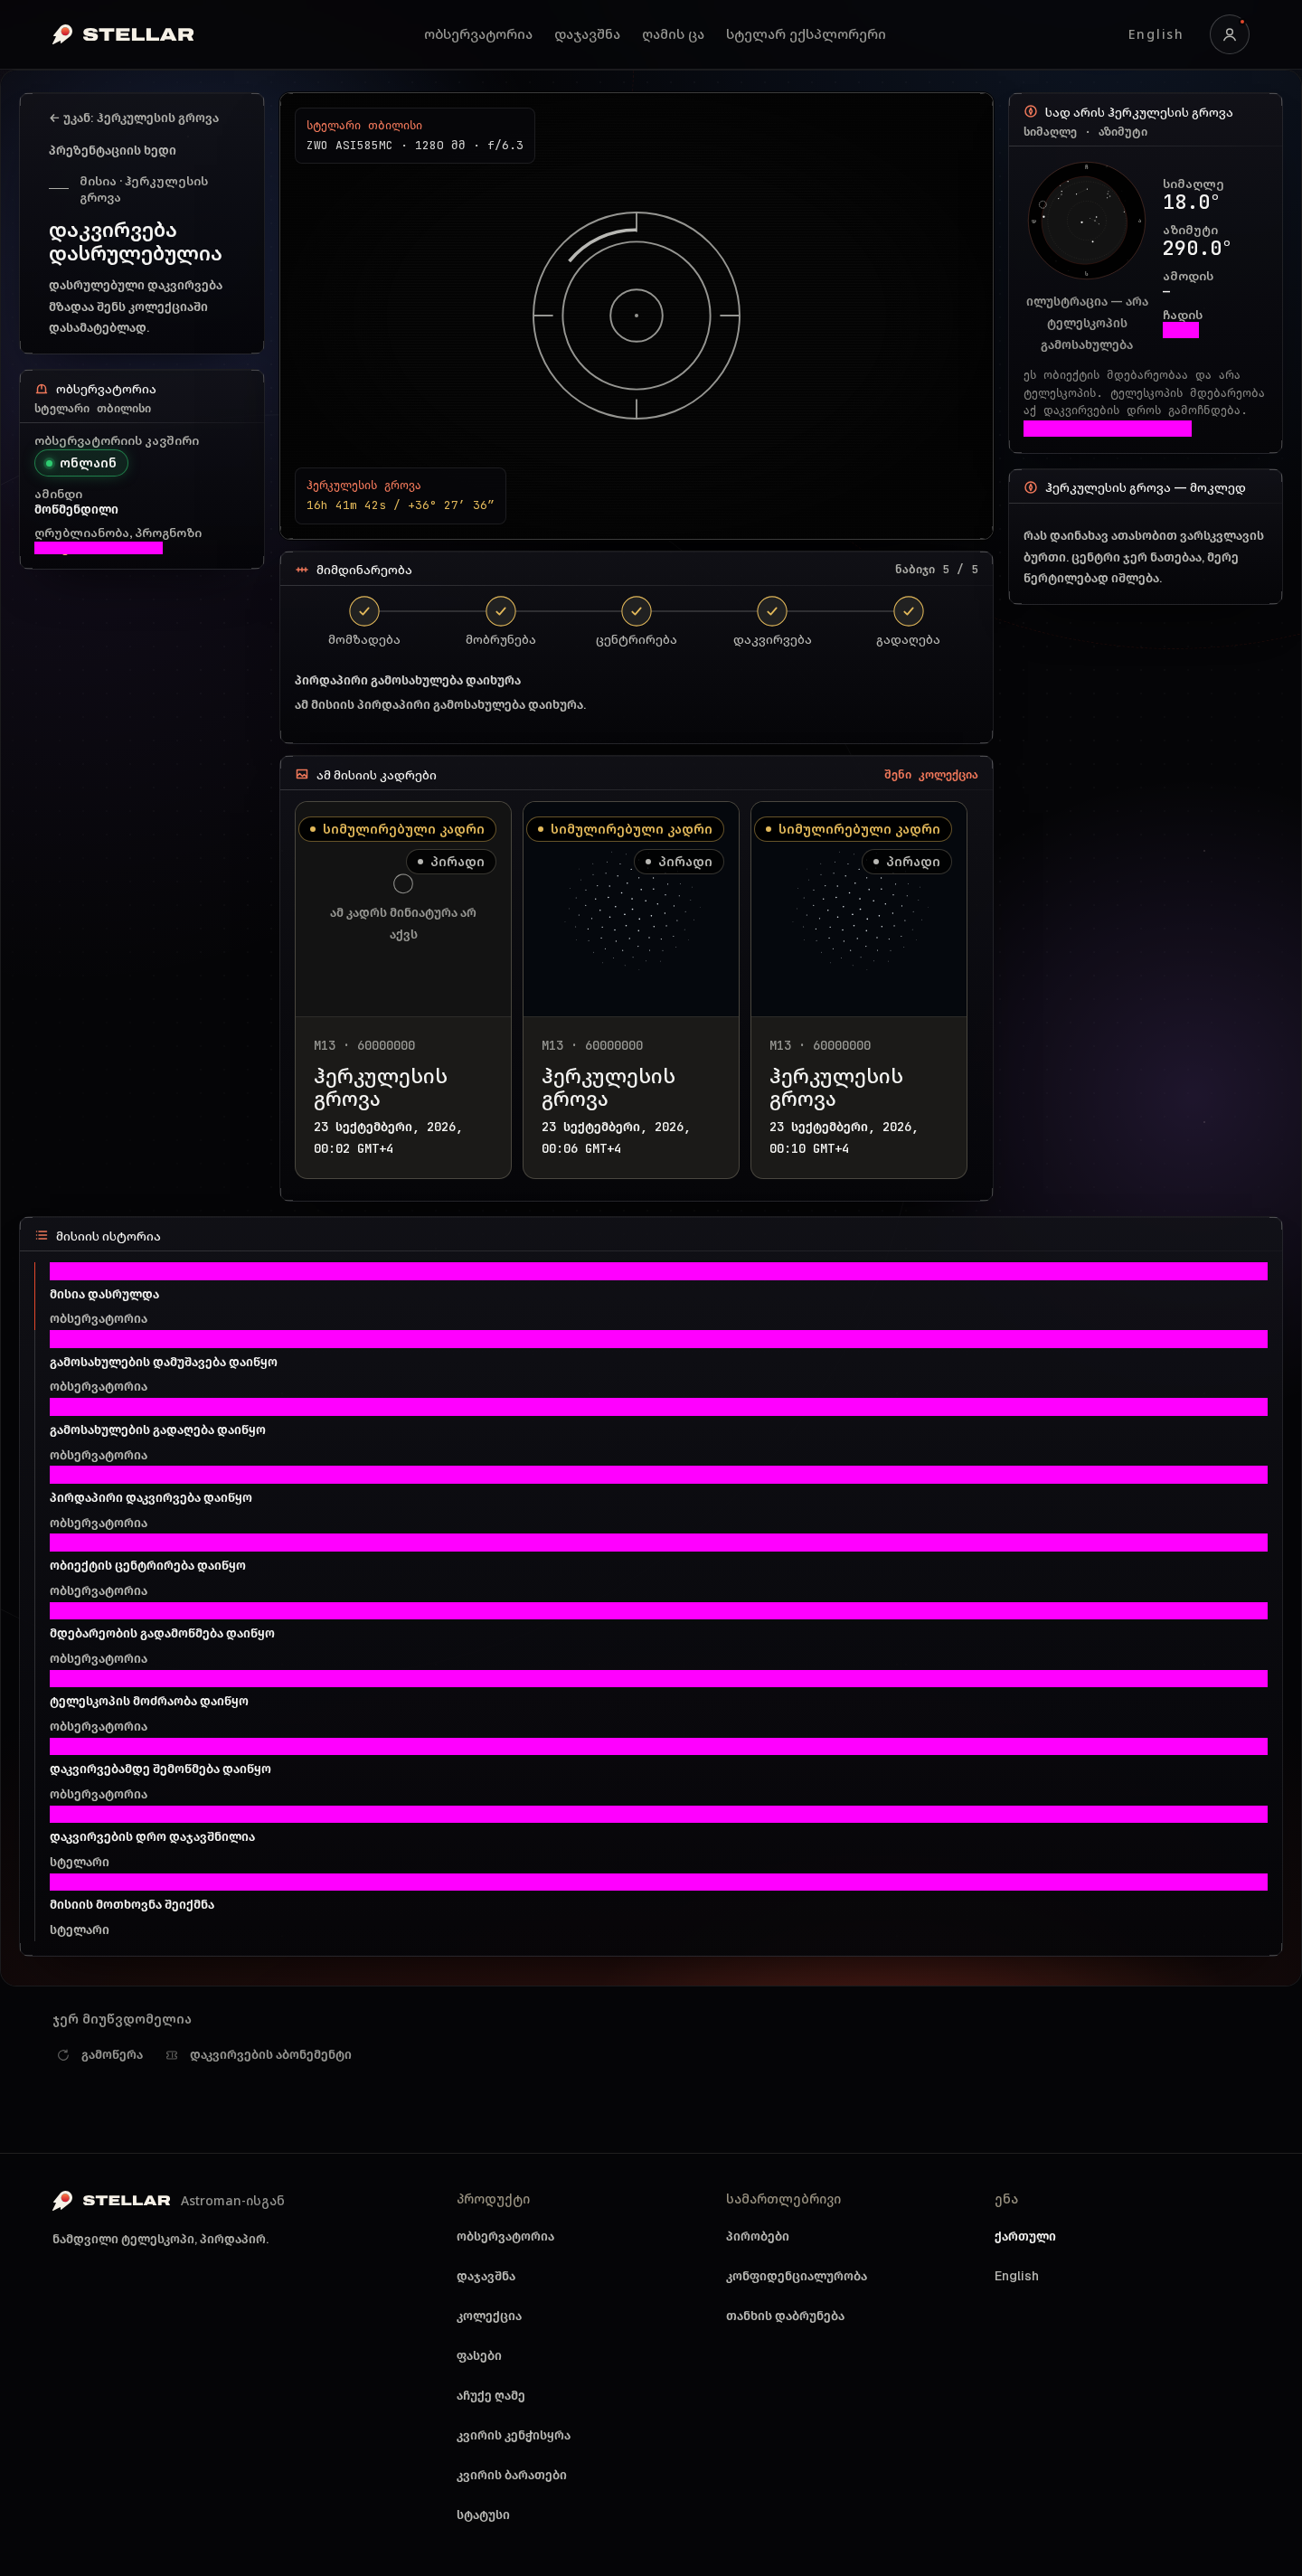 STELLAR
ობსერვატორია
დაჯავშნა
ღამის ცა
სტელარ ექსპლორერი
English
← უკან: ჰერკულესის გროვა
პრეზენტაციის ხედი
მისია · ჰერკულესის
გროვა
დაკვირვება
დასრულებულია
დასრულებული დაკვირვება
მზადაა შენს კოლექციაში
დასამატებლად.
ობსერვატორია
სტელარი თბილისი
ობსერვატორიის კავშირი
ონლაინ
ამინდი
მოწმენდილი
ღრუბლიანობა, პროგნოზი
სტელარი თბილისი
ZWO ASI585MC · 1280 მმ · f/6.3
ჰერკულესის გროვა
16h 41m 42s / +36° 27′ 36″
მიმდინარეობა
ნაბიჯი 5 / 5
მომზადება
მობრუნება
ცენტრირება
დაკვირვება
გადაღება
პირდაპირი გამოსახულება დაიხურა
ამ მისიის პირდაპირი გამოსახულება დაიხურა.
ამ მისიის კადრები
შენი კოლექცია
სიმულირებული კადრი
პირადი
ამ კადრს მინიატურა არ
აქვს
M13 · 60000000
ჰერკულესის
გროვა
23 სექტემბერი, 2026,
00:02 GMT+4
სიმულირებული კადრი
პირადი
M13 · 60000000
ჰერკულესის
გროვა
23 სექტემბერი, 2026,
00:06 GMT+4
სიმულირებული კადრი
პირადი
M13 · 60000000
ჰერკულესის
გროვა
23 სექტემბერი, 2026,
00:10 GMT+4
სად არის ჰერკულესის გროვა
სიმაღლე · აზიმუტი
სიმაღლე
18.0°
აზიმუტი
290.0°
ამოდის
—
ჩადის
ილუსტრაცია — არა
ტელესკოპის
გამოსახულება
ეს ობიექტის მდებარეობაა და არა
ტელესკოპის. ტელესკოპის მდებარეობა
აქ დაკვირვების დროს გამოჩნდება.
ჰერკულესის გროვა — მოკლედ
რას დაინახავ ათასობით ვარსკვლავის
ბურთი. ცენტრი ჯერ ნათებაა, მერე
წერტილებად იშლება.
მისიის ისტორია
მისია დასრულდა
ობსერვატორია
გამოსახულების დამუშავება დაიწყო
ობსერვატორია
გამოსახულების გადაღება დაიწყო
ობსერვატორია
პირდაპირი დაკვირვება დაიწყო
ობსერვატორია
ობიექტის ცენტრირება დაიწყო
ობსერვატორია
მდებარეობის გადამოწმება დაიწყო
ობსერვატორია
ტელესკოპის მოძრაობა დაიწყო
ობსერვატორია
დაკვირვებამდე შემოწმება დაიწყო
ობსერვატორია
დაკვირვების დრო დაჯავშნილია
სტელარი
მისიის მოთხოვნა შეიქმნა
სტელარი
ჯერ მიუწვდომელია
გამოწერა
დაკვირვების აბონემენტი
STELLAR Astroman-ისგან
ნამდვილი ტელესკოპი, პირდაპირ.
პროდუქტი
ობსერვატორია
დაჯავშნა
კოლექცია
ფასები
აჩუქე ღამე
კვირის კენჭისყრა
კვირის ბარათები
სტატუსი
სამართლებრივი
პირობები
კონფიდენციალურობა
თანხის დაბრუნება
ენა
ქართული
English